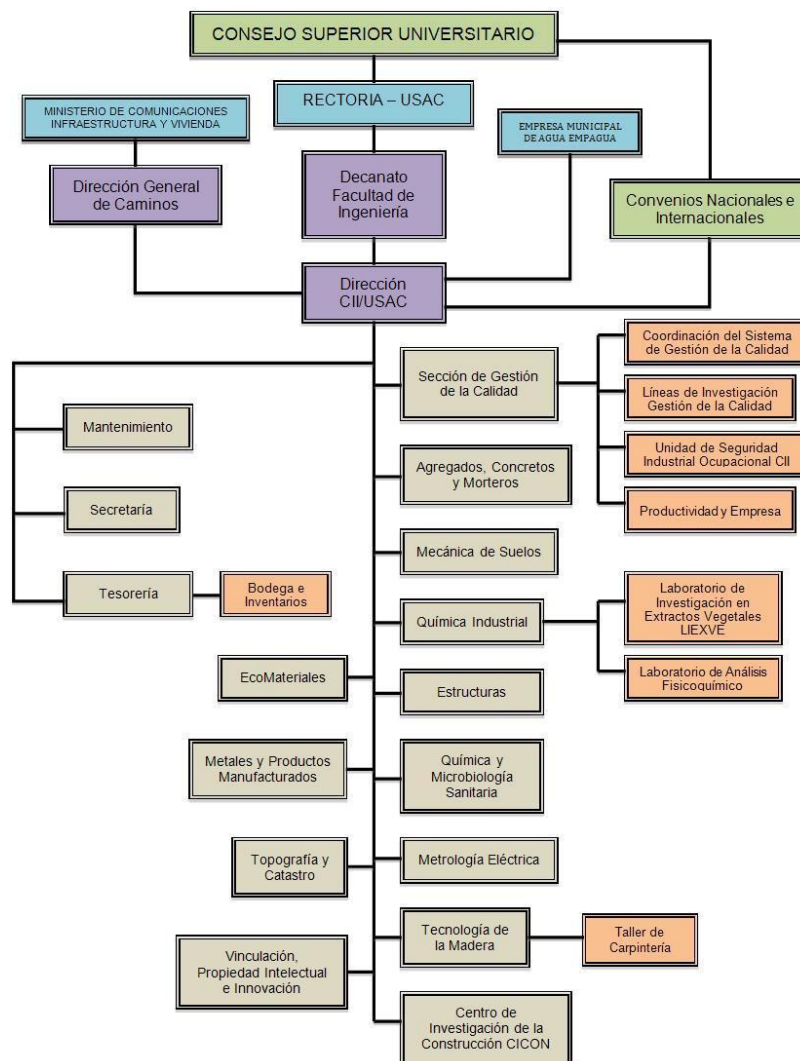 CONSEJO SUPERIOR UNIVERSITARIO
RECTORIA – USAC
MINISTERIO DE COMUNICACIONES
INFRAESTRUCTURA Y VIVIENDA
EMPRESA MUNICIPAL
DE AGUA EMPAGUA
Dirección General
de Caminos
Decanato
Facultad de
Ingeniería
Convenios Nacionales e
Internacionales
Dirección
CII/USAC
Sección de Gestión
de la Calidad
Coordinación del Sistema
de Gestión de la Calidad
Líneas de Investigación
Gestión de la Calidad
Unidad de Seguridad
Industrial Ocupacional CII
Productividad y Empresa
Mantenimiento
Secretaría
Tesorería
Bodega e
Inventarios
Agregados, Concretos
y Morteros
Mecánica de Suelos
Química Industrial
Laboratorio de
Investigación en
Extractos Vegetales
LIEXVE
Laboratorio de Análisis
Fisicoquímico
EcoMateriales
Estructuras
Metales y Productos
Manufacturados
Química y
Microbiología
Sanitaria
Topografía y
Catastro
Metrología Eléctrica
Tecnología de
la Madera
Taller de
Carpintería
Vinculación,
Propiedad Intelectual
e Innovación
Centro de
Investigación de la
Construcción CICON